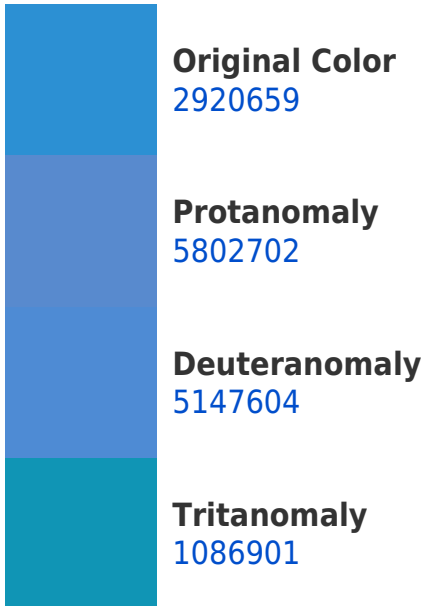 Original Color
2920659
Protanomaly
5802702
Deuteranomaly
5147604
Tritanomaly
1086901